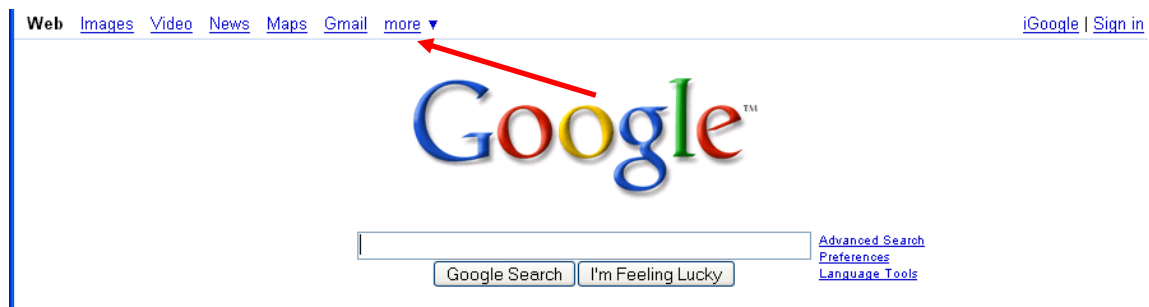 Web Images Video News Maps Gmail more ▼ iGoogle | Sign in
Google™
Advanced Search
Preferences
Google Search I'm Feeling Lucky Language Tools